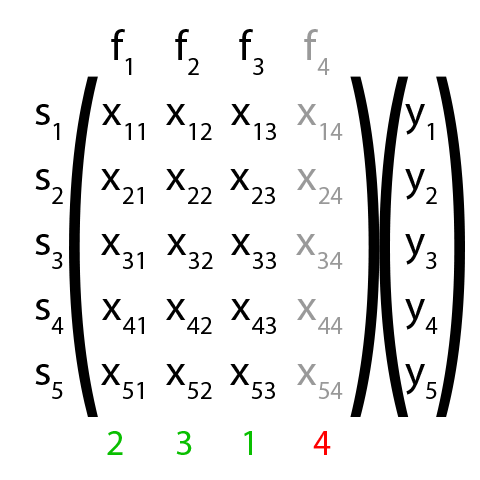 f1 f2 f3 f4
s1 x11 x12 x13 x14 y1
s2 x21 x22 x23 x24 y2
s3 x31 x32 x33 x34 y3
s4 x41 x42 x43 x44 y4
s5 x51 x52 x53 x54 y5
2 3 1 4